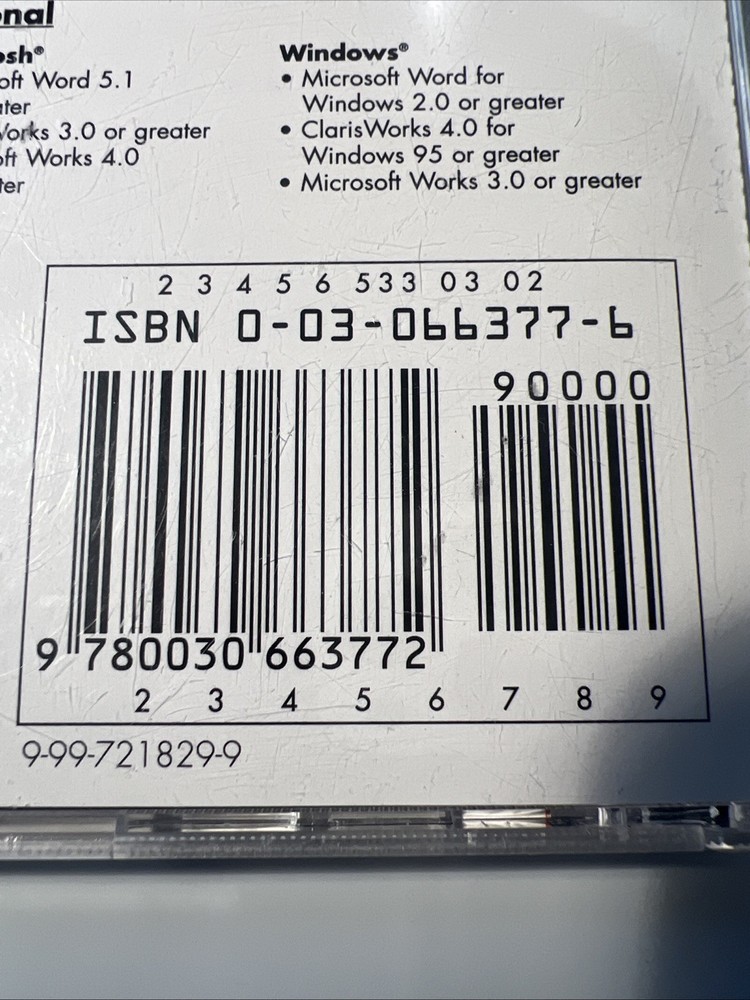 onal
osh®
oft Word 5.1
ater
Works 3.0 or greater
oft Works 4.0
ter
Windows®
• Microsoft Word for
Windows 2.0 or greater
• ClarisWorks 4.0 for
Windows 95 or greater
• Microsoft Works 3.0 or greater
2 3 4 5 6 533 03 02
ISBN 0-03-066377-6
90000
9 780030 663772
2 3 4 5 6 7 8 9
9-99-721829-9